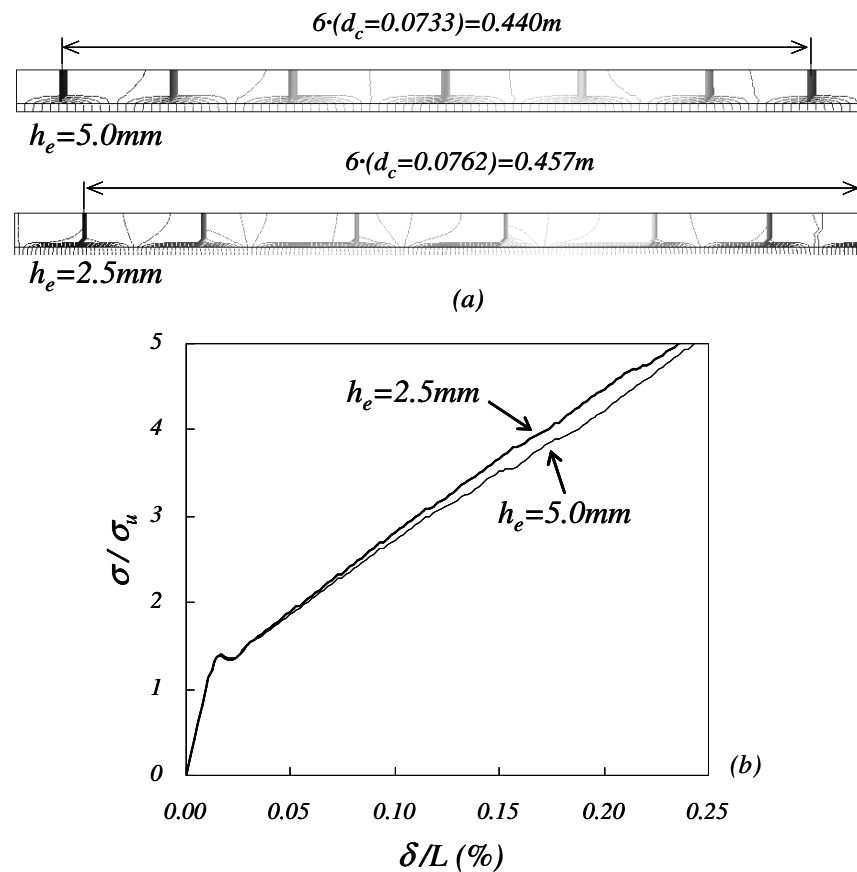 6·(d_c=0.0733)=0.440m
h_e=5.0mm
6·(d_c=0.0762)=0.457m
h_e=2.5mm
(a)
5
h_e=2.5mm
4
h_e=5.0mm
3
σ/σ_u
2
1
0
(b)
0.00 0.05 0.10 0.15 0.20 0.25
δ/L (%)